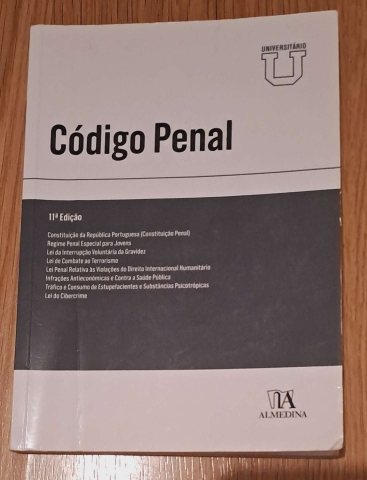 UNIVERSITÁRIO
U
Código Penal
11ª Edição
Constituição da República Portuguesa (Constituição Penal)
Regime Penal Especial para Jovens
Lei da Interrupção Voluntária da Gravidez
Lei de Combate ao Terrorismo
Lei Penal Relativa às Violações do Direito Internacional Humanitário
Infrações Antieconómicas e Contra a Saúde Pública
Tráfico e Consumo de Estupefacientes e Substâncias Psicotrópicas
Lei do Cibercrime
ALMEDINA